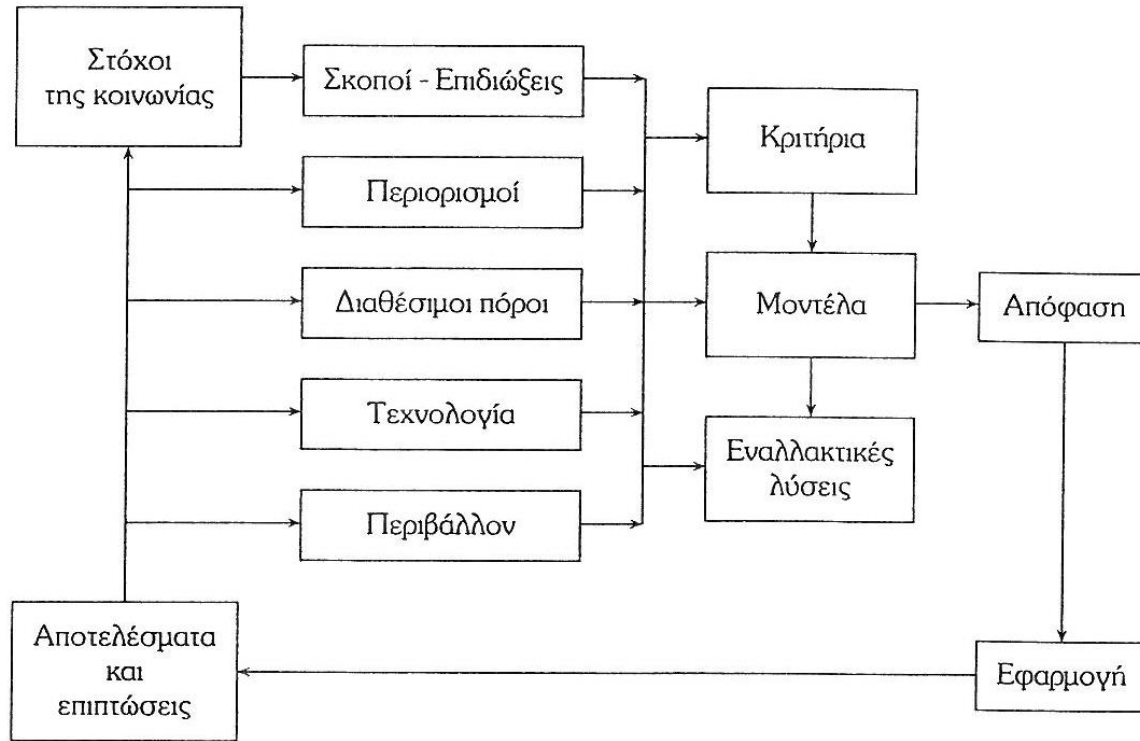 Στόχοι
της κοινωνίας
Σκοποί - Επιδιώξεις
Περιορισμοί
Διαθέσιμοι πόροι
Τεχνολογία
Περιβάλλον
Κριτήρια
Μοντέλα
Εναλλακτικές
λύσεις
Απόφαση
Εφαρμογή
Αποτελέσματα
και
επιπτώσεις